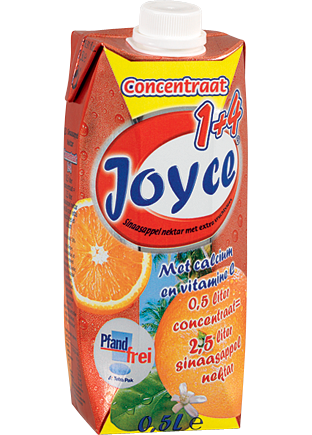 Concentraat
1+4
Joyce
Sinaasappel nektar met extra
Met calcium
en vitamine C
0,5 liter
concentraat=
2,5 liter
sinaasappel
nektar
Pfand
frei
Tetra Pak
0,5L e